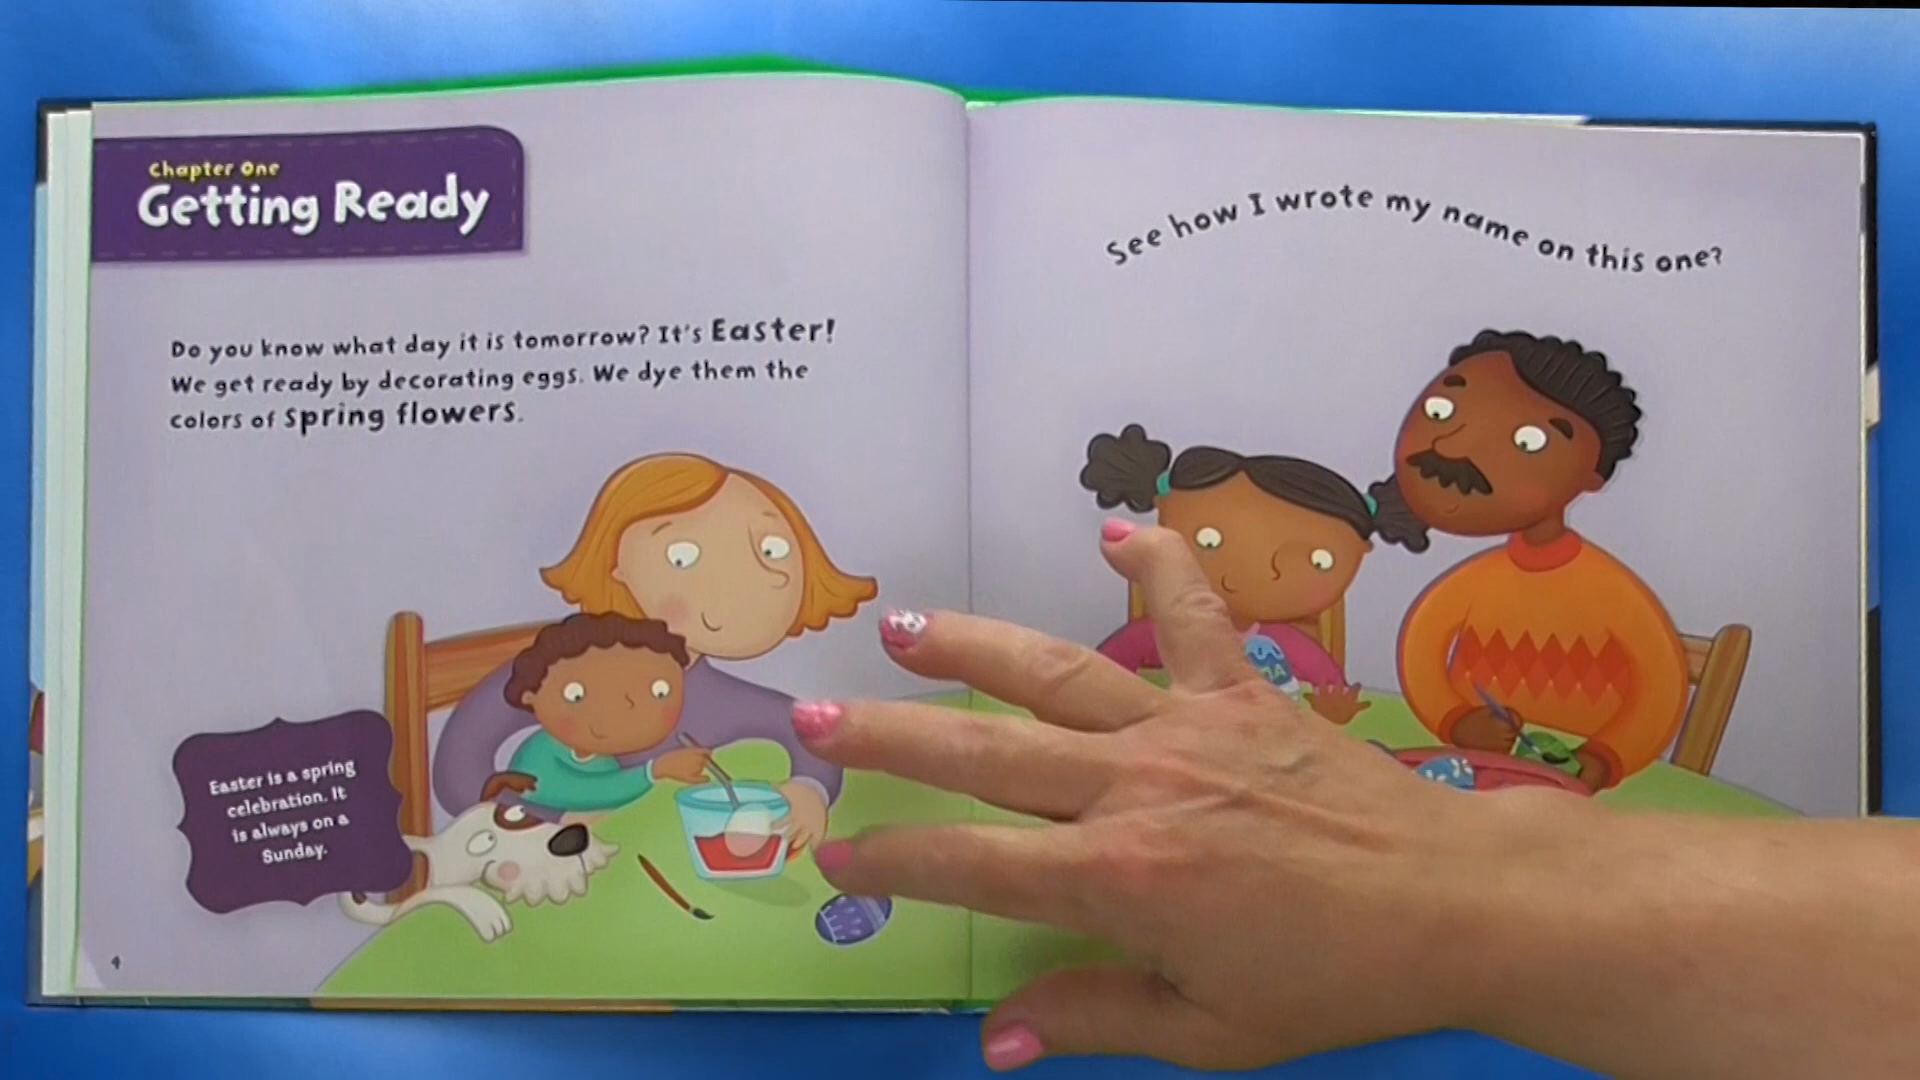 Chapter One
Getting Ready
Do you know what day it is tomorrow? It's Easter!
We get ready by decorating eggs. We dye them the
colors of spring flowers.
Easter is a spring
celebration. It
is always on a
Sunday.
4
See how I wrote my name on this one?